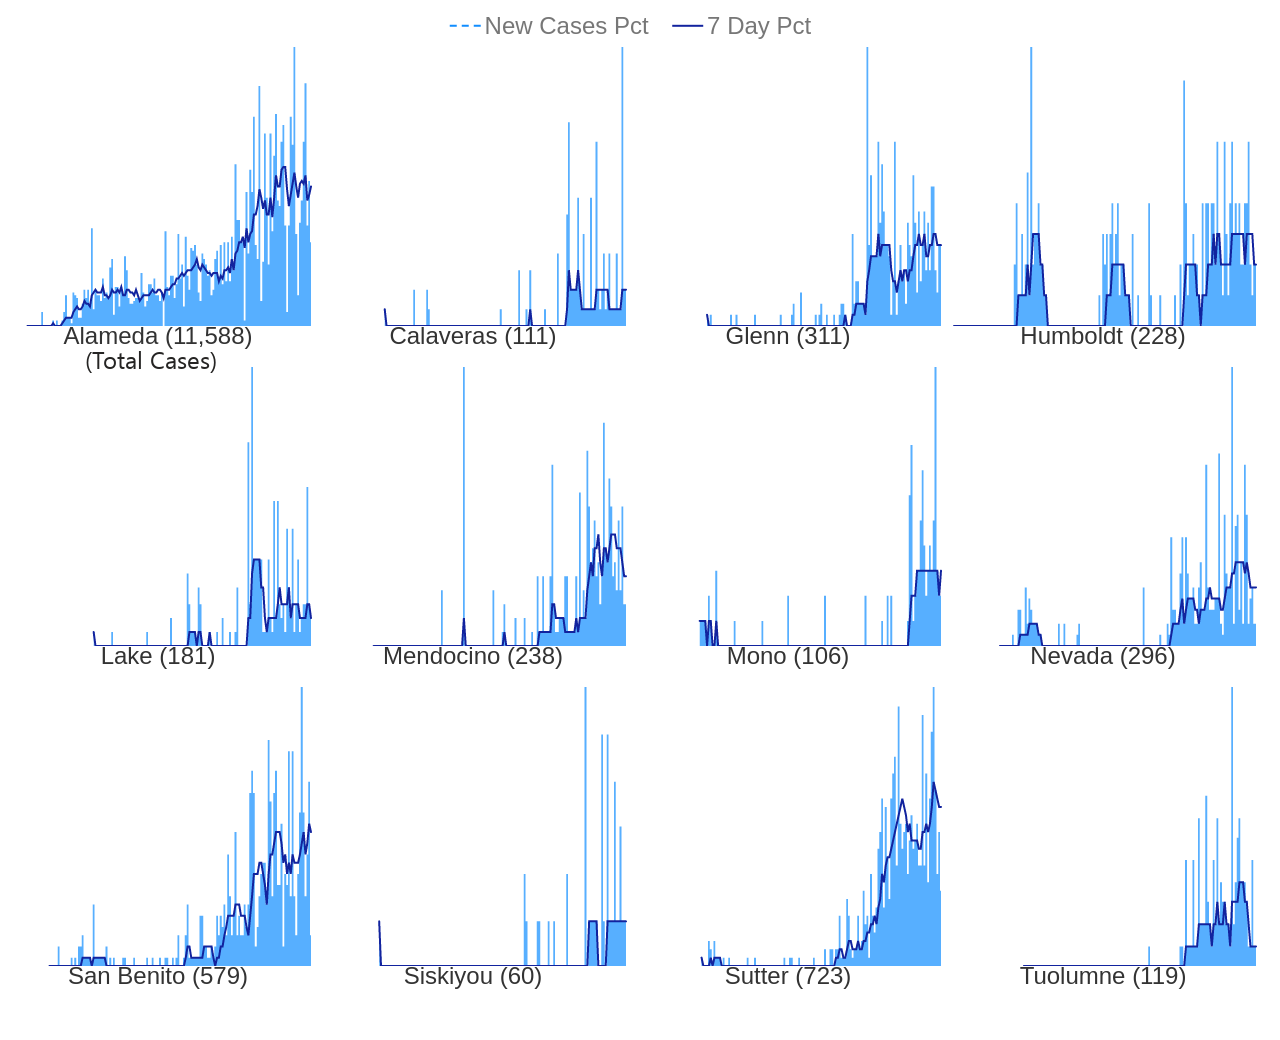 New Cases Pct 7 Day Pct
Alameda (11,588) Calaveras (111) Glenn (311) Humboldt (228)
(Total Cases)
Lake (181) Mendocino (238) Mono (106) Nevada (296)
San Benito (579) Siskiyou (60) Sutter (723) Tuolumne (119)